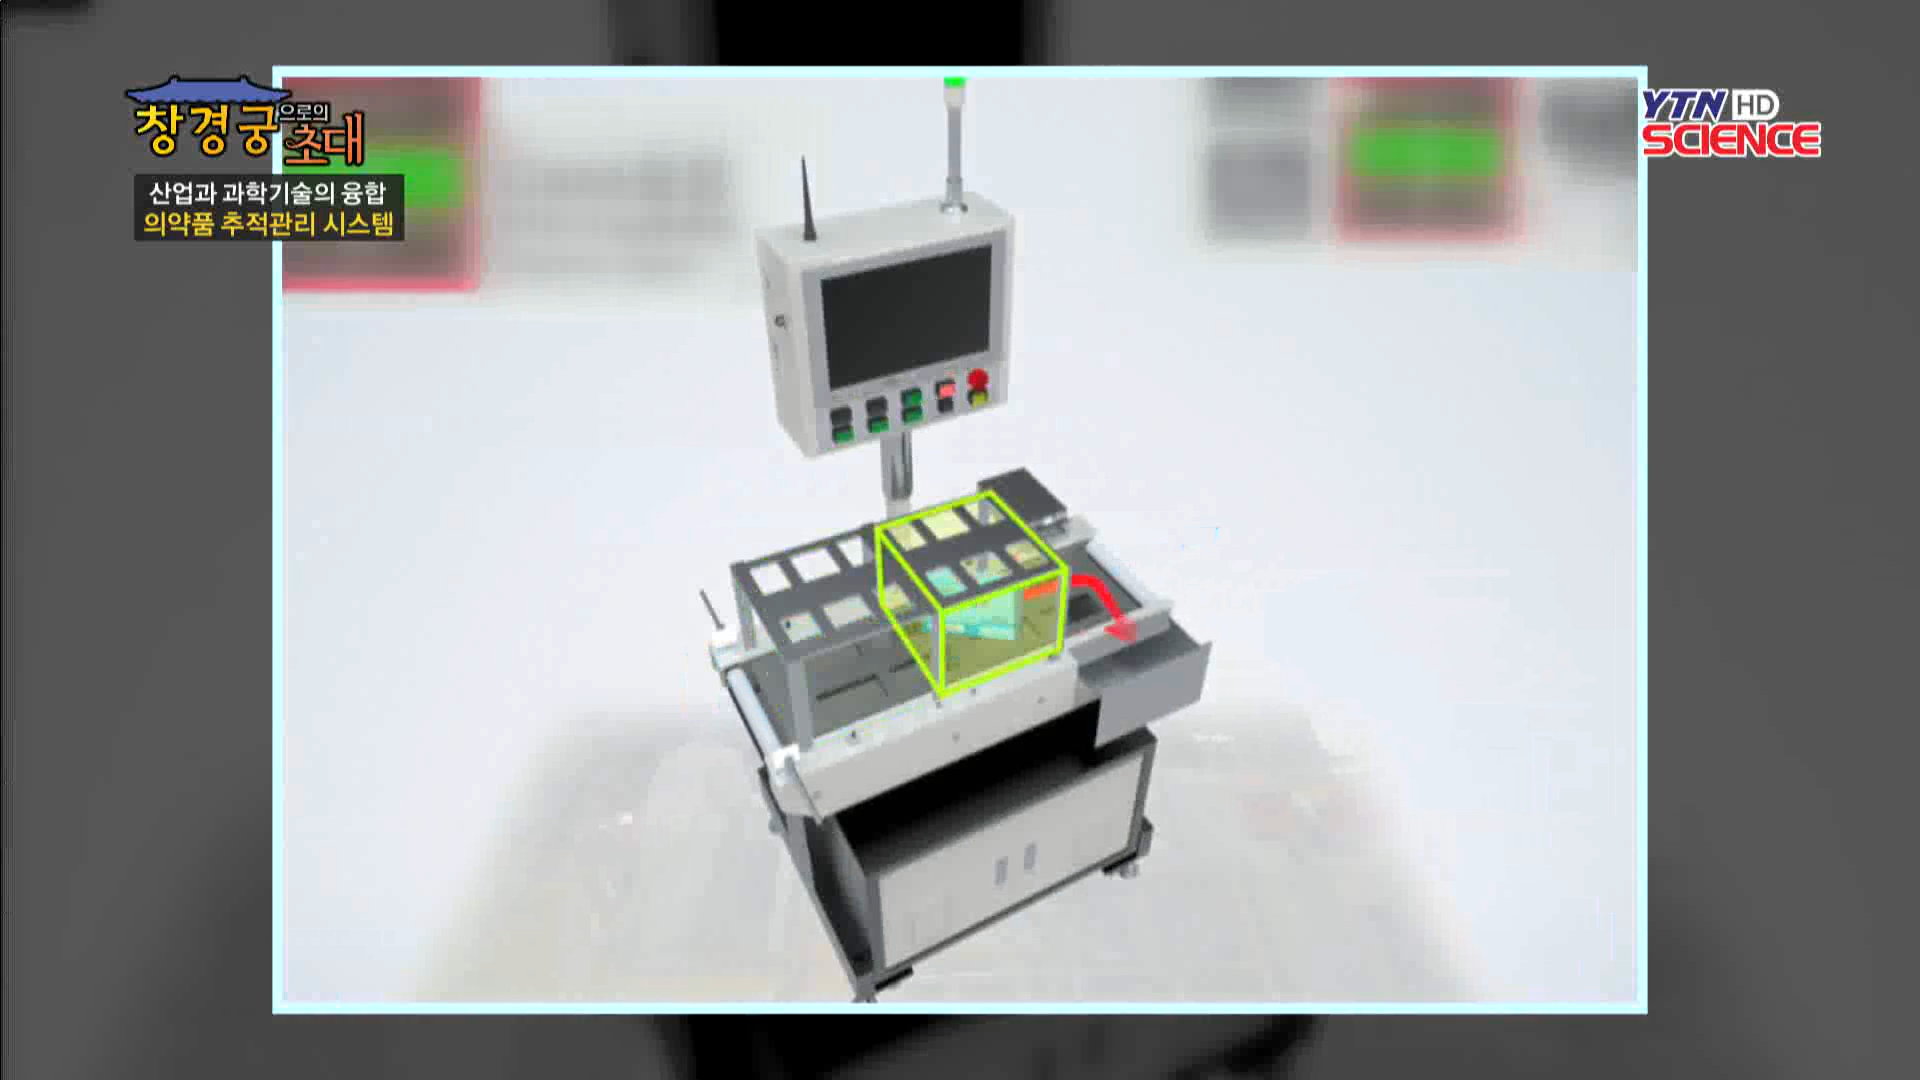 창경궁으로의 초대
산업과 과학기술의 융합
의약품 추적관리 시스템
YTN HD
SCIENCE